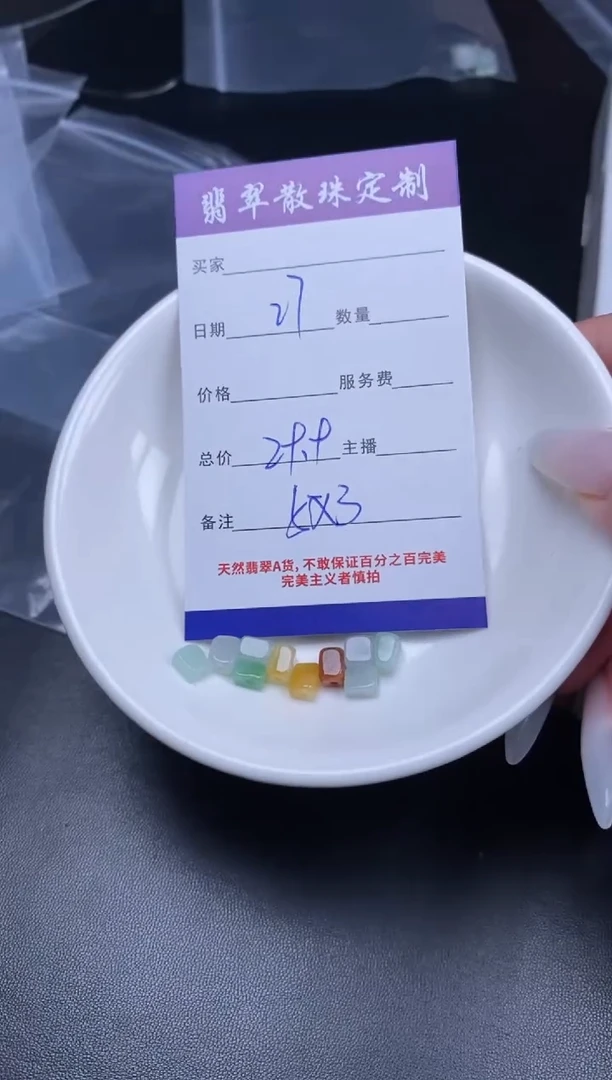 翡翠散珠定制
买家
日期 27 数量
价格 服务费
总价 主播
备注
天然翡翠A货,不敢保证百分之百完美
完美主义者慎拍